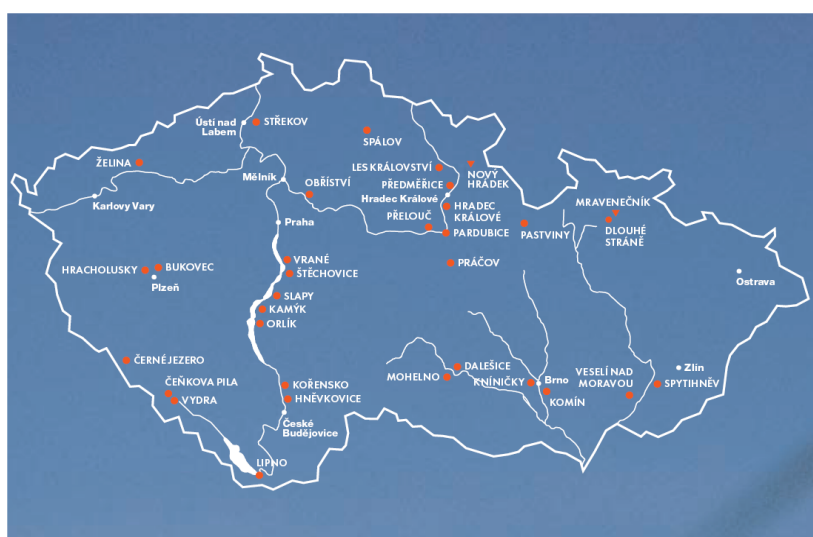 Ústí nad
Labem
STŘEKOV
SPÁLOV
ŽELINA
Mělník
OBŘÍSTVÍ
LES KRÁLOVSTVÍ
NOVÝ
HRÁDEK
PŘEDMĚŘICE
Hradec Králové
Karlovy Vary
HRADEC
KRÁLOVÉ
PŘELOUČ
PARDUBICE
PASTVINY
MRAVENEČNÍK
DLOUHÉ
STRÁNĚ
Praha
VRANÉ
ŠTĚCHOVICE
PRÁČOV
HRACHOLUSKY
BUKOVEC
Plzeň
Ostrava
SLAPY
KAMÝK
ORLÍK
ČERNÉ JEZERO
ČEŇKOVA PILA
VYDRA
KOŘENSKO
HNĚVKOVICE
České
Budějovice
LIPNO
DALEŠICE
MOHELNO
KNÍNIČKY
Brno
KOMÍN
VESELÍ NAD
MORAVOU
Zlín
SPYTIHNĚV